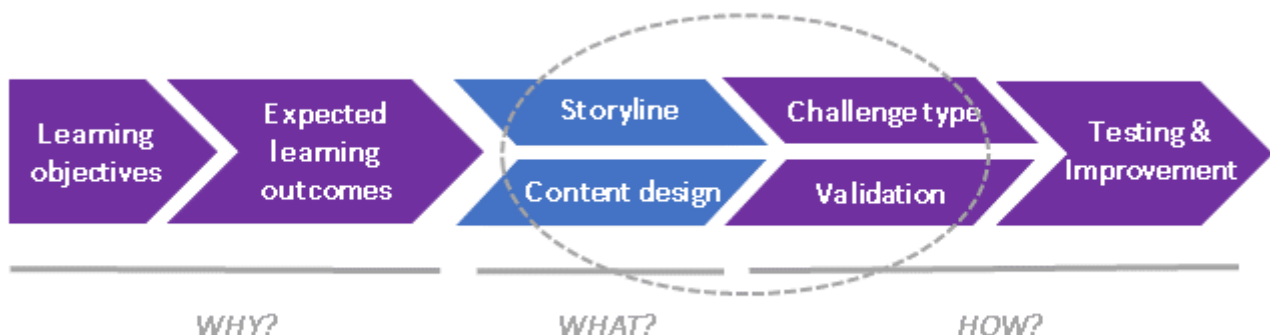 Learning
objectives
Expected
learning
outcomes
Storyline
Content design
Challenge type
Validation
Testing &
Improvement
WHY?
WHAT?
HOW?